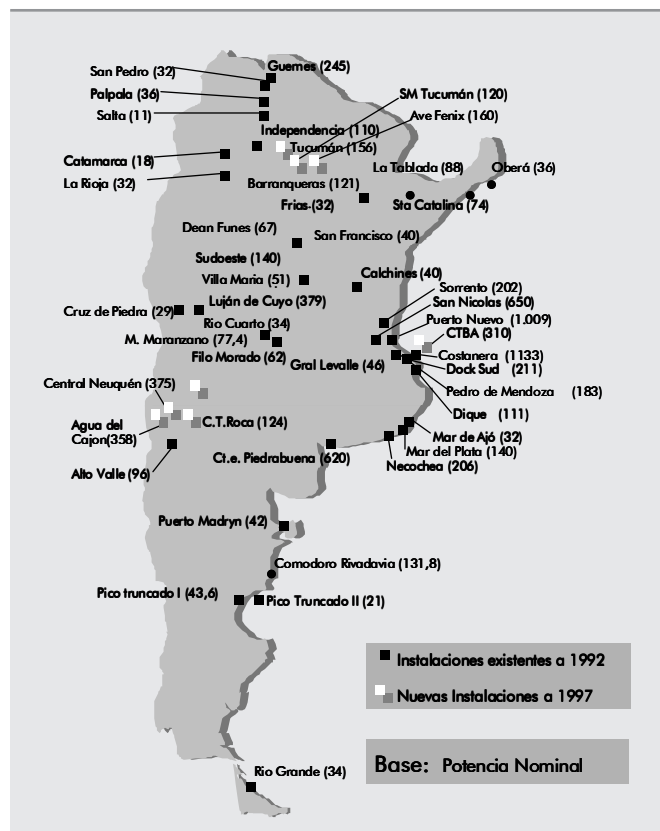 Guemes (245)
San Pedro (32)
Palpala (36)
SM Tucumán (120)
Salta (11)
Ave Fenix (160)
Independencia (110)
Tucumán (156)
Catamarca (18)
La Tablada (88)
Oberá (36)
La Rioja (32)
Barranqueras (121)
Frias (32)
Sta Catalina (74)
Dean Funes (67)
San Francisco (40)
Sudoeste (140)
Villa Maria (51)
Calchines (40)
Sorrento (202)
Luján de Cuyo (379)
San Nicolas (650)
Cruz de Piedra (29)
Rio Cuarto (34)
Puerto Nuevo (1.009)
CTBA (310)
M. Maranzano (77,4)
Filo Morado (62)
Costanera (1133)
Gral Levalle (46)
Dock Sud (211)
Central Neuquén (375)
Pedro de Mendoza (183)
Dique (111)
Agua del
Cajon(358)
C.T.Roca (124)
Mar de Ajó (32)
Mar del Plata (140)
Ct.e. Piedrabuena (620)
Necochea (206)
Alto Valle (96)
Puerto Madryn (42)
Comodoro Rivadavia (131,8)
Pico truncado I (43,6)
Pico Truncado II (21)
Instalaciones existentes a 1992
Nuevas Instalaciones a 1997
Base: Potencia Nominal
Rio Grande (34)